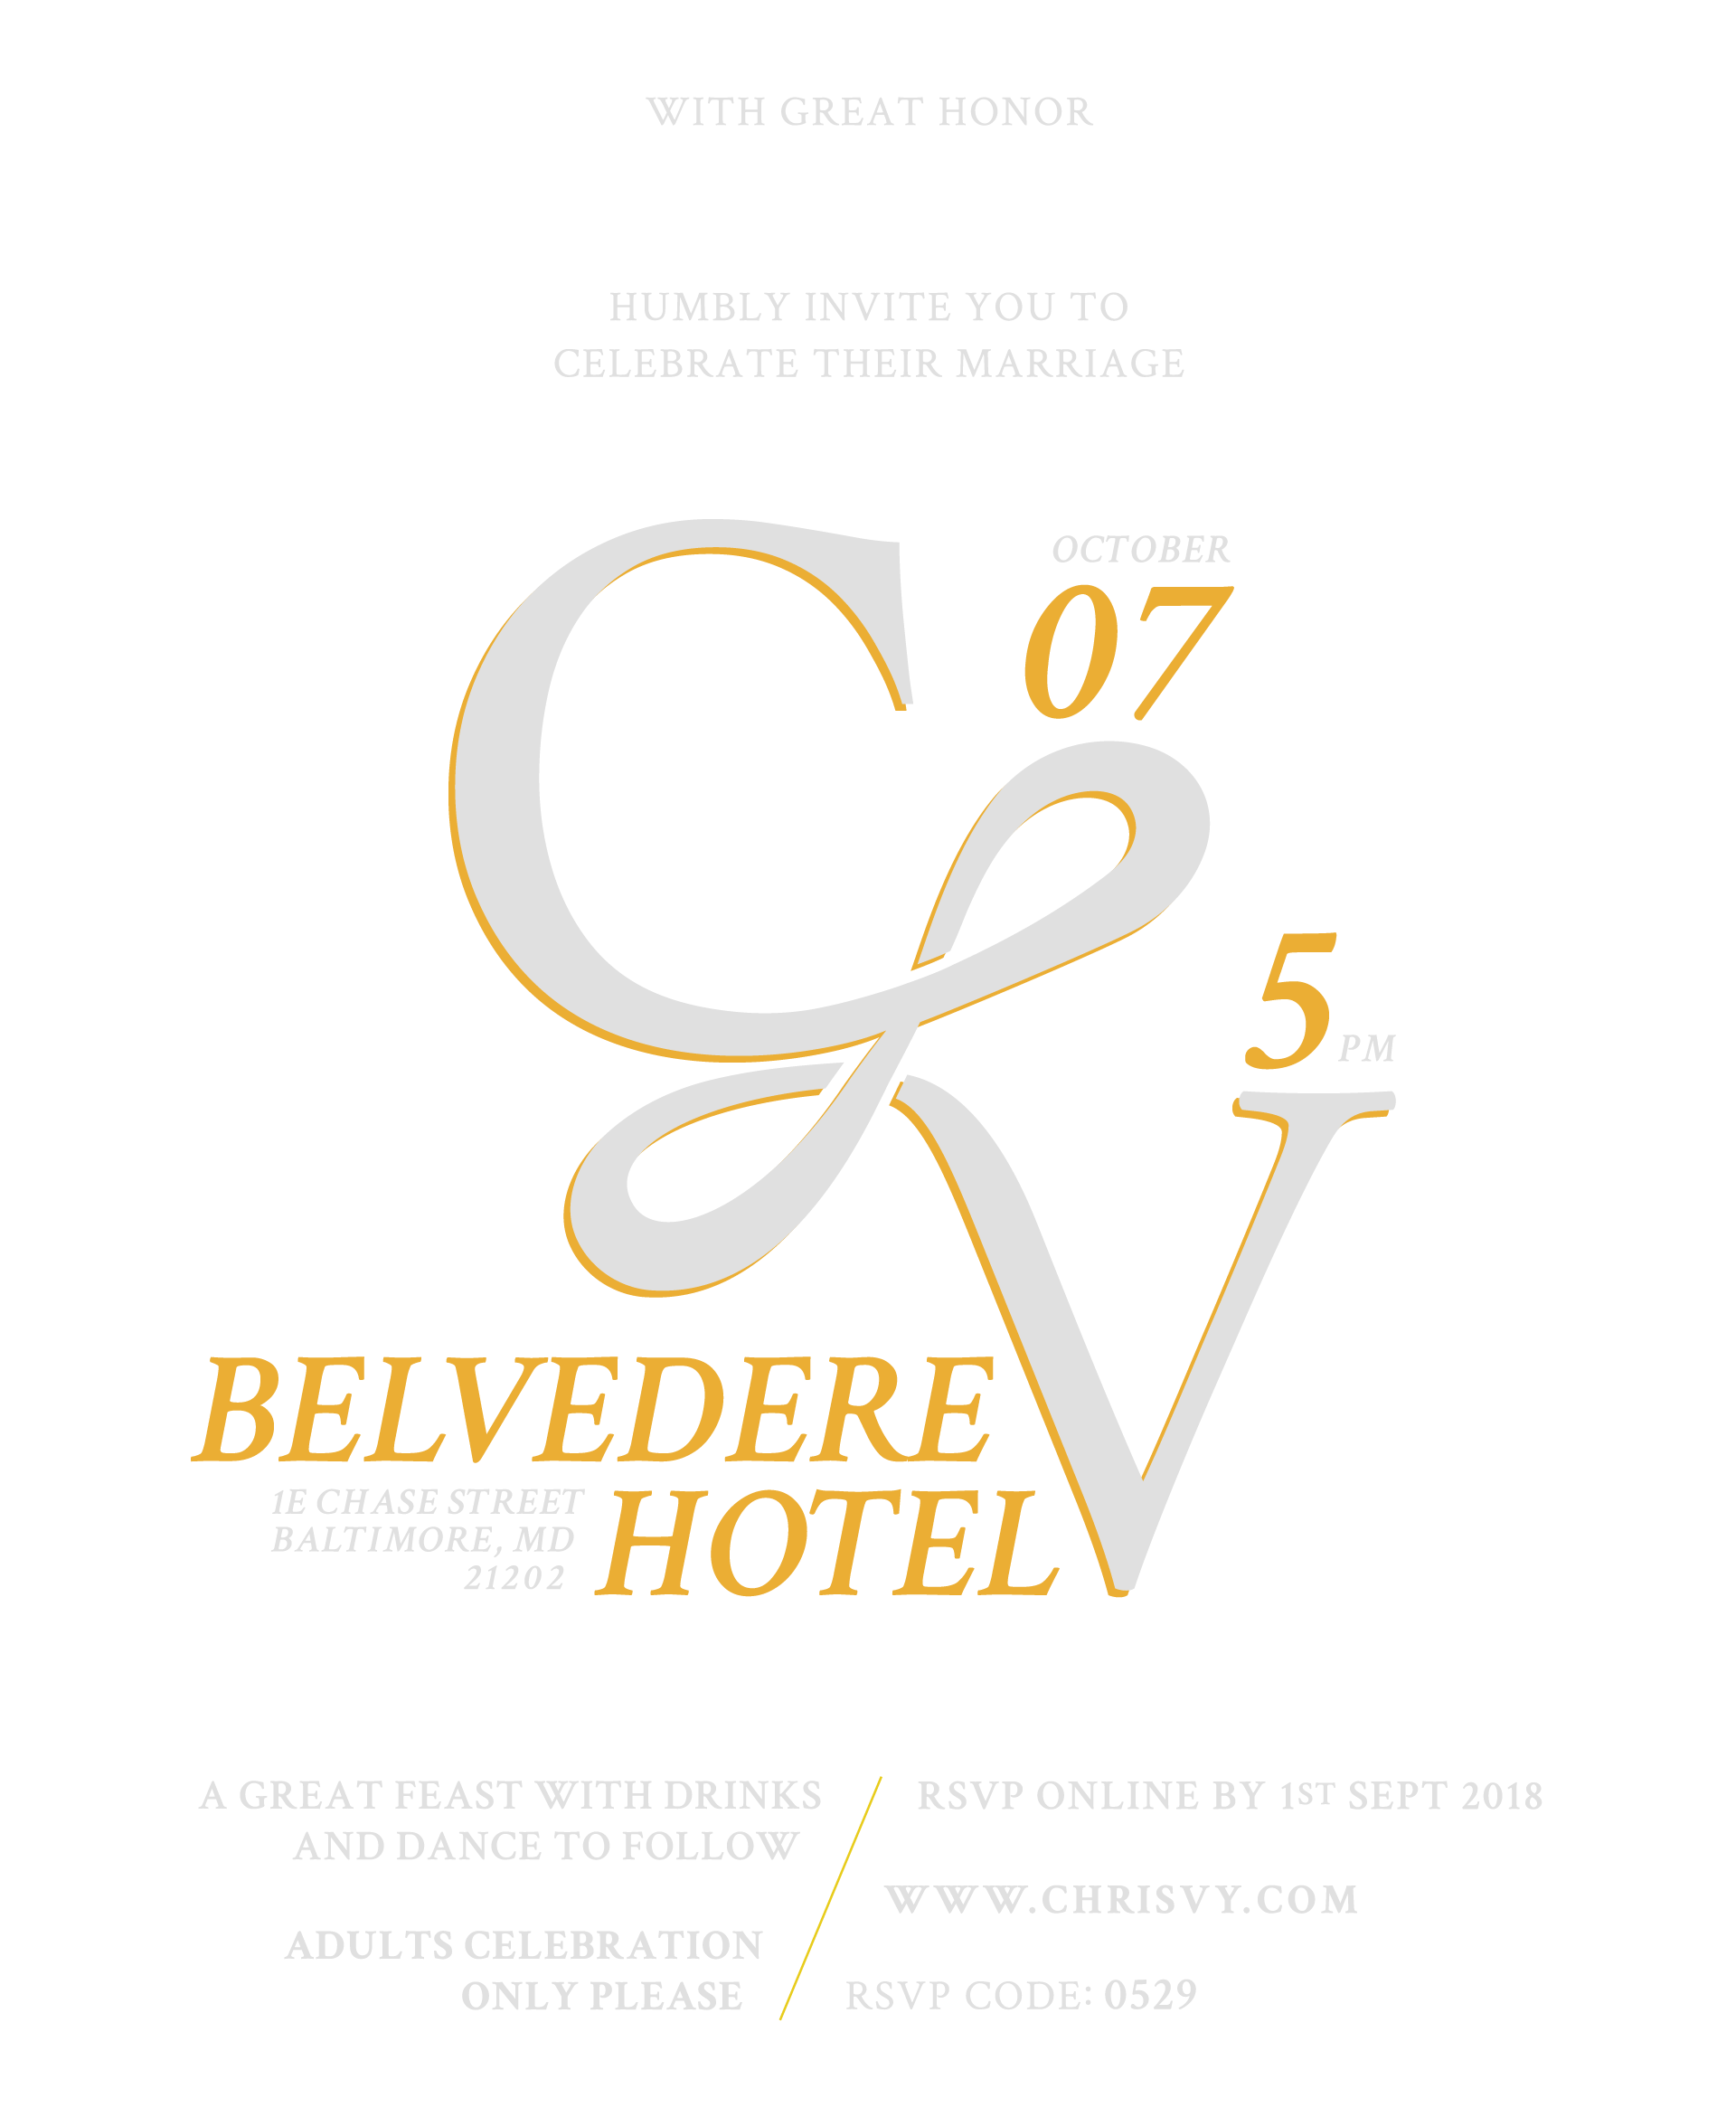 WITH GREAT HONOR
HUMBLY INVITE YOU TO
CELEBRATE THEIR MARRIAGE
C & V
OCTOBER
07
5 PM
BELVEDERE
HOTEL
1E CHASE STREET
BALTIMORE, MD
21202
A GREAT FEAST WITH DRINKS
AND DANCE TO FOLLOW
ADULTS CELEBRATION
ONLY PLEASE
RSVP ONLINE BY 1ST SEPT 2018
WWW.CHRISVY.COM
RSVP CODE: 0529